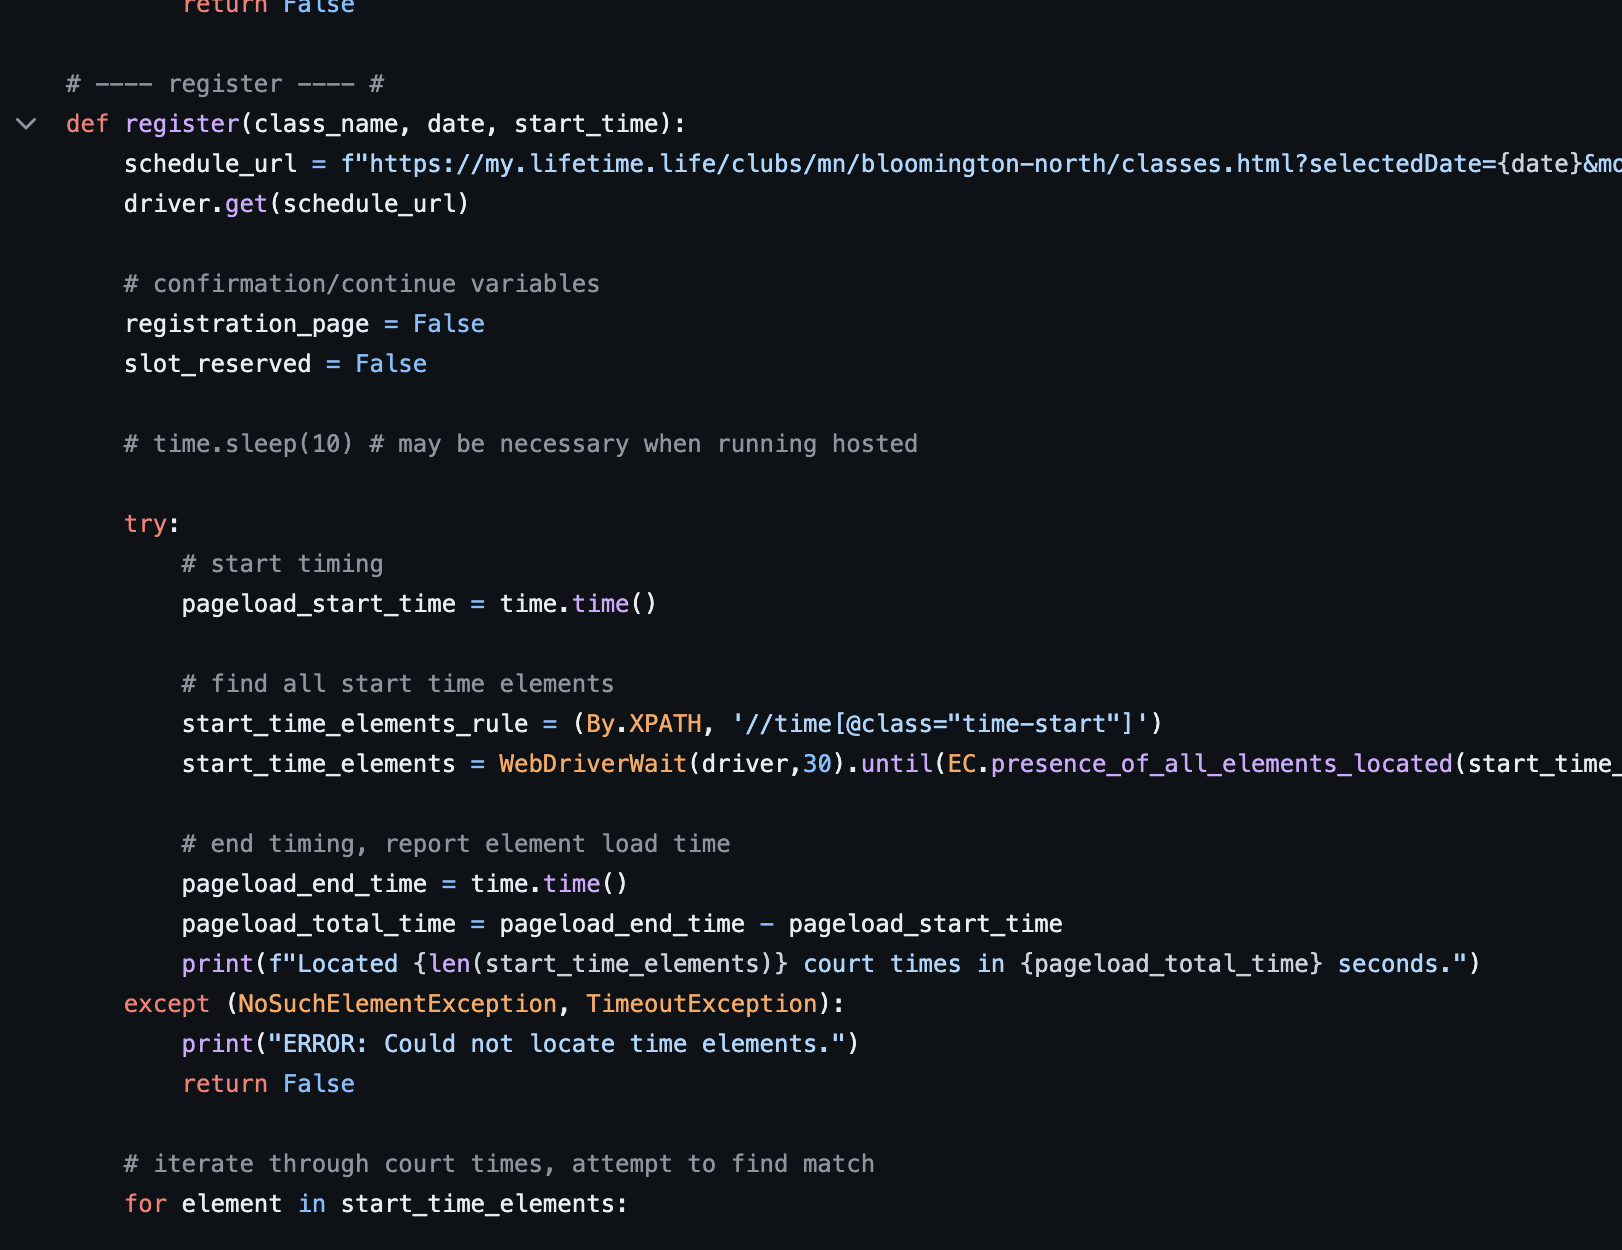 return False

# ---- register ---- #
def register(class_name, date, start_time):
    schedule_url = f"https://my.lifetime.life/clubs/mn/bloomington-north/classes.html?selectedDate={date}&mo
    driver.get(schedule_url)

    # confirmation/continue variables
    registration_page = False
    slot_reserved = False

    # time.sleep(10) # may be necessary when running hosted

    try:
        # start timing
        pageload_start_time = time.time()

        # find all start time elements
        start_time_elements_rule = (By.XPATH, '//time[@class="time-start"]')
        start_time_elements = WebDriverWait(driver,30).until(EC.presence_of_all_elements_located(start_time_

        # end timing, report element load time
        pageload_end_time = time.time()
        pageload_total_time = pageload_end_time - pageload_start_time
        print(f"Located {len(start_time_elements)} court times in {pageload_total_time} seconds.")
    except (NoSuchElementException, TimeoutException):
        print("ERROR: Could not locate time elements.")
        return False

    # iterate through court times, attempt to find match
    for element in start_time_elements: